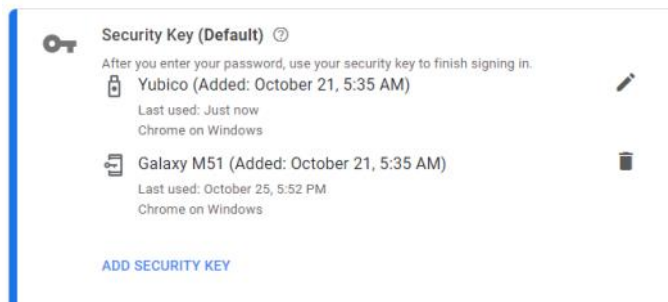 Security Key (Default)
After you enter your password, use your security key to finish signing in.
Yubico (Added: October 21, 5:35 AM)
Last used: Just now
Chrome on Windows
Galaxy M51 (Added: October 21, 5:35 AM)
Last used: October 25, 5:52 PM
Chrome on Windows
ADD SECURITY KEY